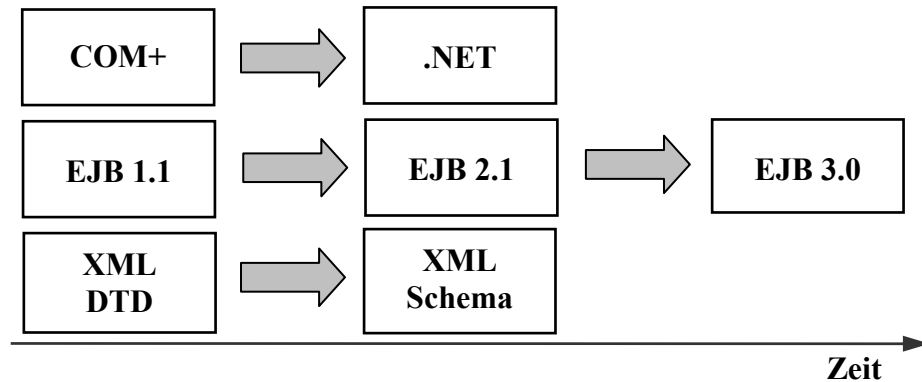 COM+
.NET
EJB 1.1
EJB 2.1
EJB 3.0
XML
DTD
XML
Schema
Zeit